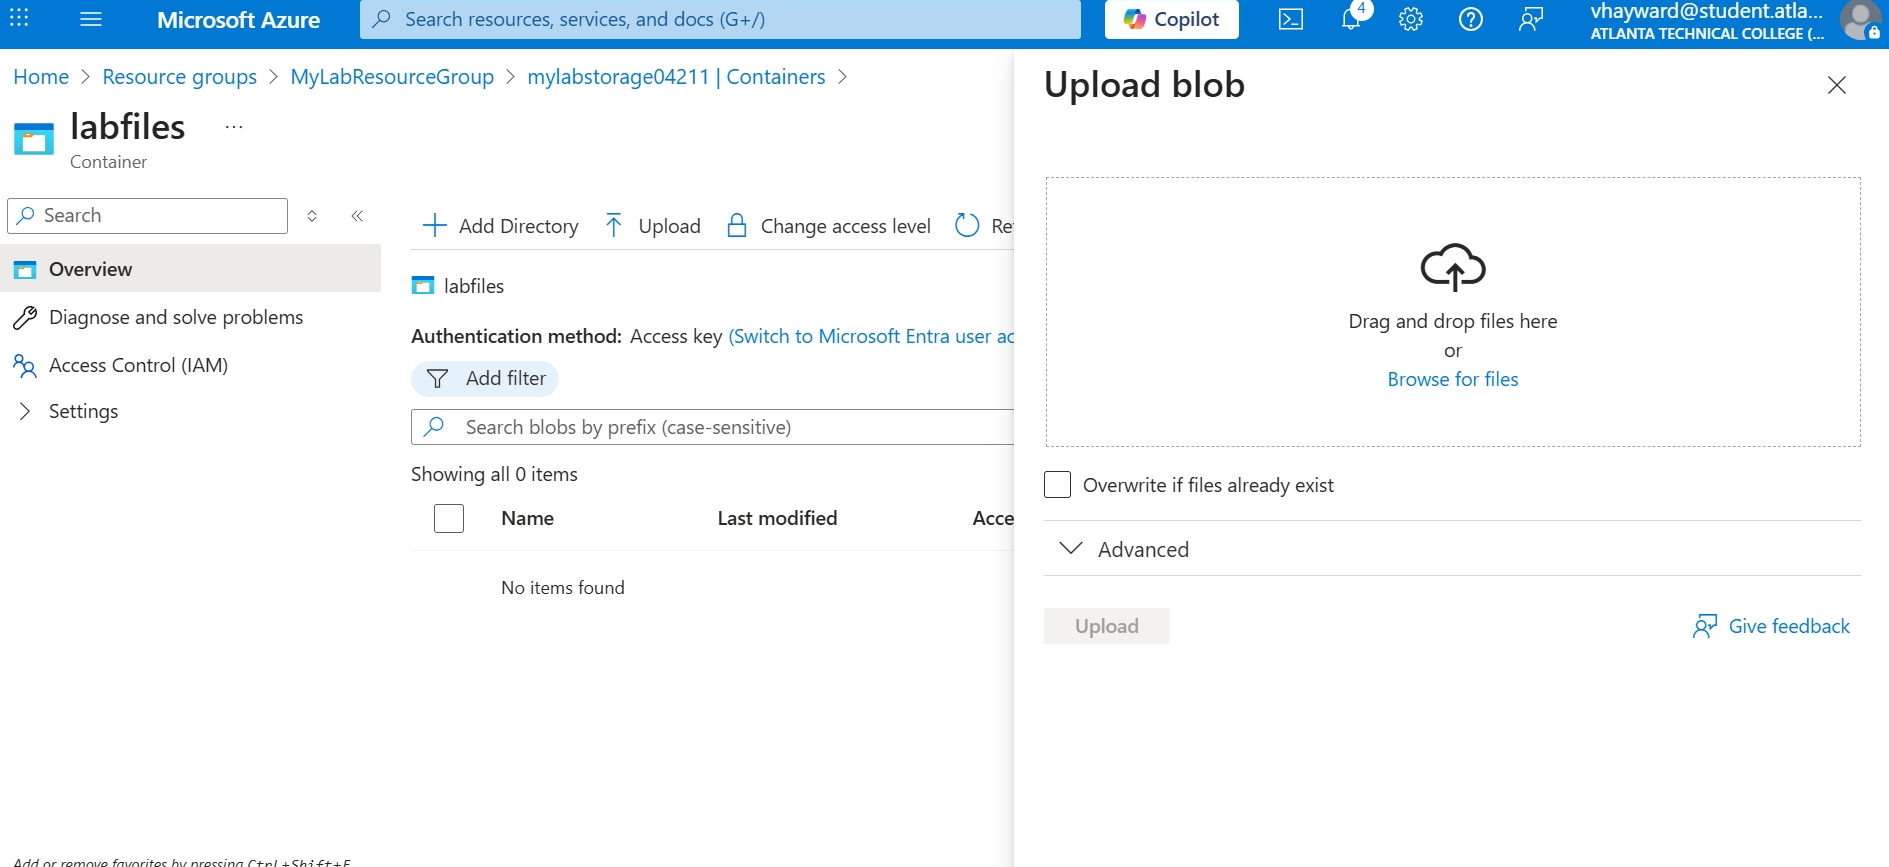 Microsoft Azure
Search resources, services, and docs (G+/)
Copilot
4
vhayward@student.atla...
ATLANTA TECHNICAL COLLEGE (...
Home > Resource groups > MyLabResourceGroup > mylabstorage04211 | Containers >
labfiles ...
Container
Search
Overview
Diagnose and solve problems
Access Control (IAM)
Settings
Add or remove favorites by pressing Ctrl+Shift+F
Add Directory Upload Change access level
labfiles
Authentication method: Access key (Switch to Microsoft Entra user
Add filter
Search blobs by prefix (case-sensitive)
Showing all 0 items
Name Last modified Acce
No items found
Upload blob
Drag and drop files here
or
Browse for files
Overwrite if files already exist
Advanced
Upload
Give feedback